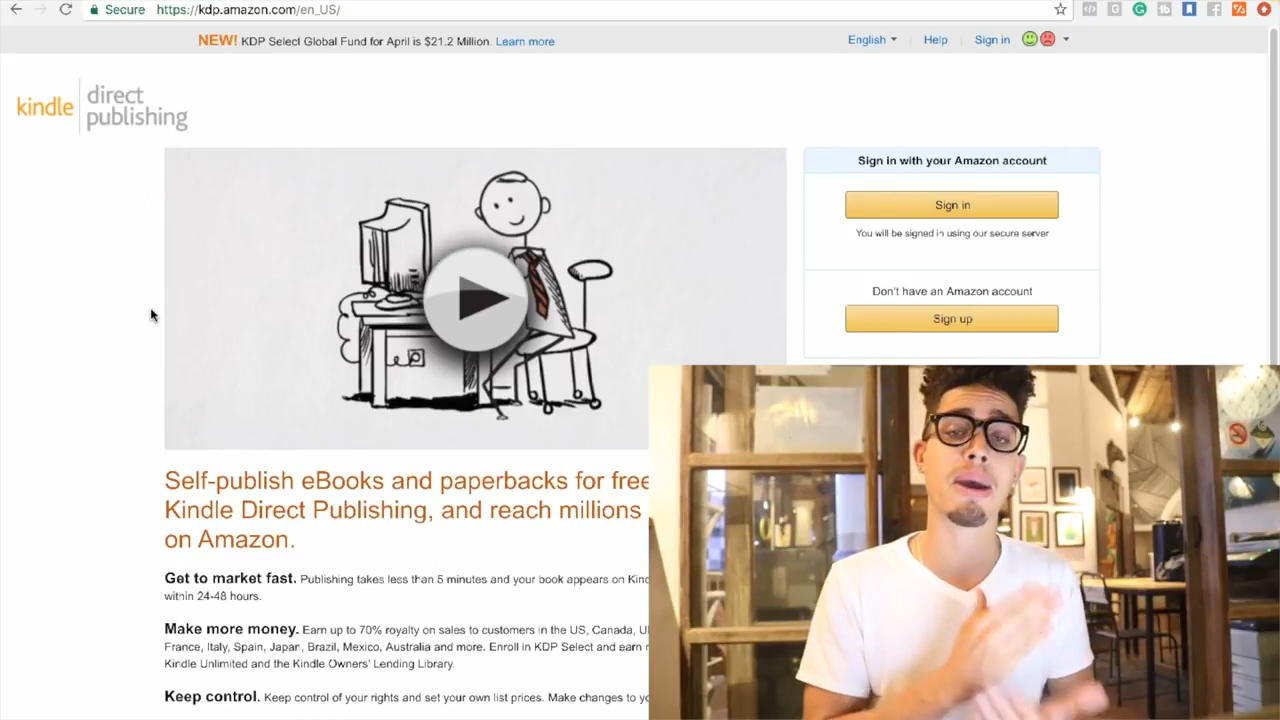 Secure https://kdp.amazon.com/en_US/
NEW! KDP Select Global Fund for April is $21.2 Million. Learn more
English Help Sign in
kindle direct publishing
Sign in with your Amazon account
Sign in
You will be signed in using our secure server
Don't have an Amazon account
Sign up
Self-publish eBooks and paperbacks for free
Kindle Direct Publishing, and reach millions
on Amazon.
Get to market fast. Publishing takes less than 5 minutes and your book appears on
within 24-48 hours.
Make more money. Earn up to 70% royalty on sales to customers in the US, Canada,
France, Italy, Spain, Japan, Brazil, Mexico, Australia and more. Enroll in KDP Select and earn
Kindle Unlimited and the Kindle Owners' Lending Library.
Keep control. Keep control of your rights and set your own list prices. Make changes to